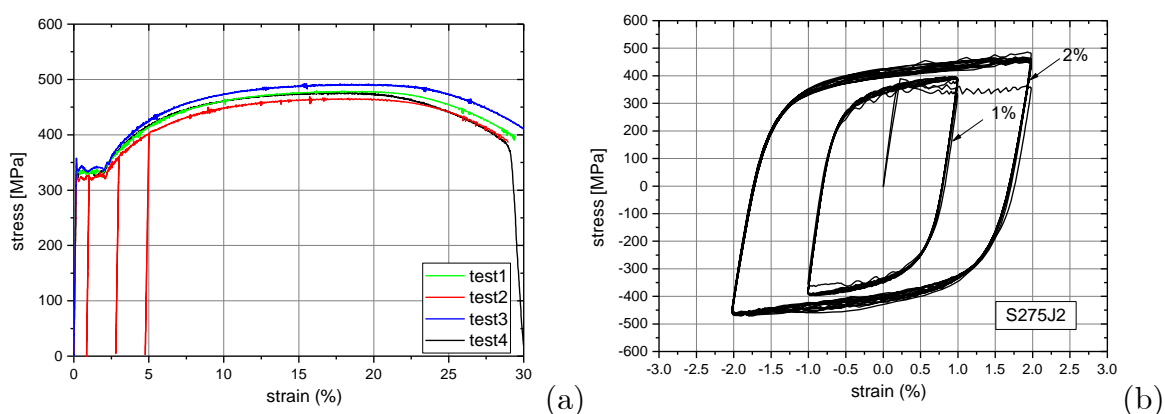 600
500
400
300
200
100
0
0 5 10 15 20 25 30
stress [MPa]
strain (%)
test1
test2
test3
test4
(a)
600
500
400
300
200
100
0
-100
-200
-300
-400
-500
-600
-3.0 -2.5 -2.0 -1.5 -1.0 -0.5 0.0 0.5 1.0 1.5 2.0 2.5 3.0
stress [MPa]
strain (%)
2%
1%
S275J2
(b)